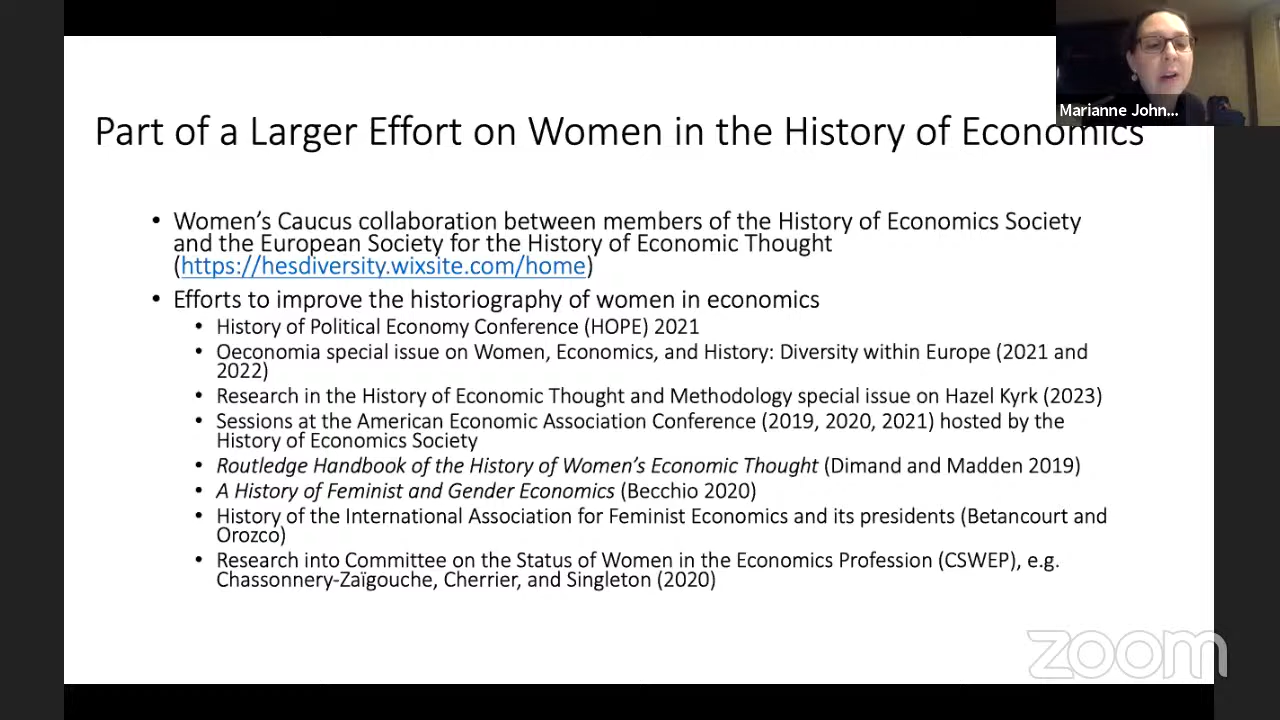 Marianne John...
Part of a Larger Effort on Women in the History of Economics
• Women’s Caucus collaboration between members of the History of Economics Society
and the European Society for the History of Economic Thought
(https://hesdiversity.wixsite.com/home)
• Efforts to improve the historiography of women in economics
• History of Political Economy Conference (HOPE) 2021
• Oeconomia special issue on Women, Economics, and History: Diversity within Europe (2021 and
2022)
• Research in the History of Economic Thought and Methodology special issue on Hazel Kyrk (2023)
• Sessions at the American Economic Association Conference (2019, 2020, 2021) hosted by the
History of Economics Society
• Routledge Handbook of the History of Women’s Economic Thought (Dimand and Madden 2019)
• A History of Feminist and Gender Economics (Becchio 2020)
• History of the International Association for Feminist Economics and its presidents (Betancourt and
Orozco)
• Research into Committee on the Status of Women in the Economics Profession (CSWEP), e.g.
Chassonnery-Zaïgouche, Cherrier, and Singleton (2020)
zoom